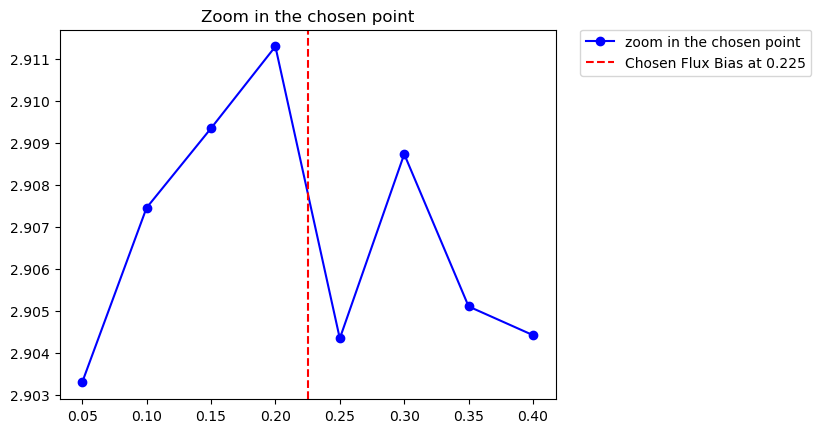 Zoom in the chosen point
zoom in the chosen point
Chosen Flux Bias at 0.225
2.911
2.910
2.909
2.908
2.907
2.906
2.905
2.904
2.903
0.05 0.10 0.15 0.20 0.25 0.30 0.35 0.40